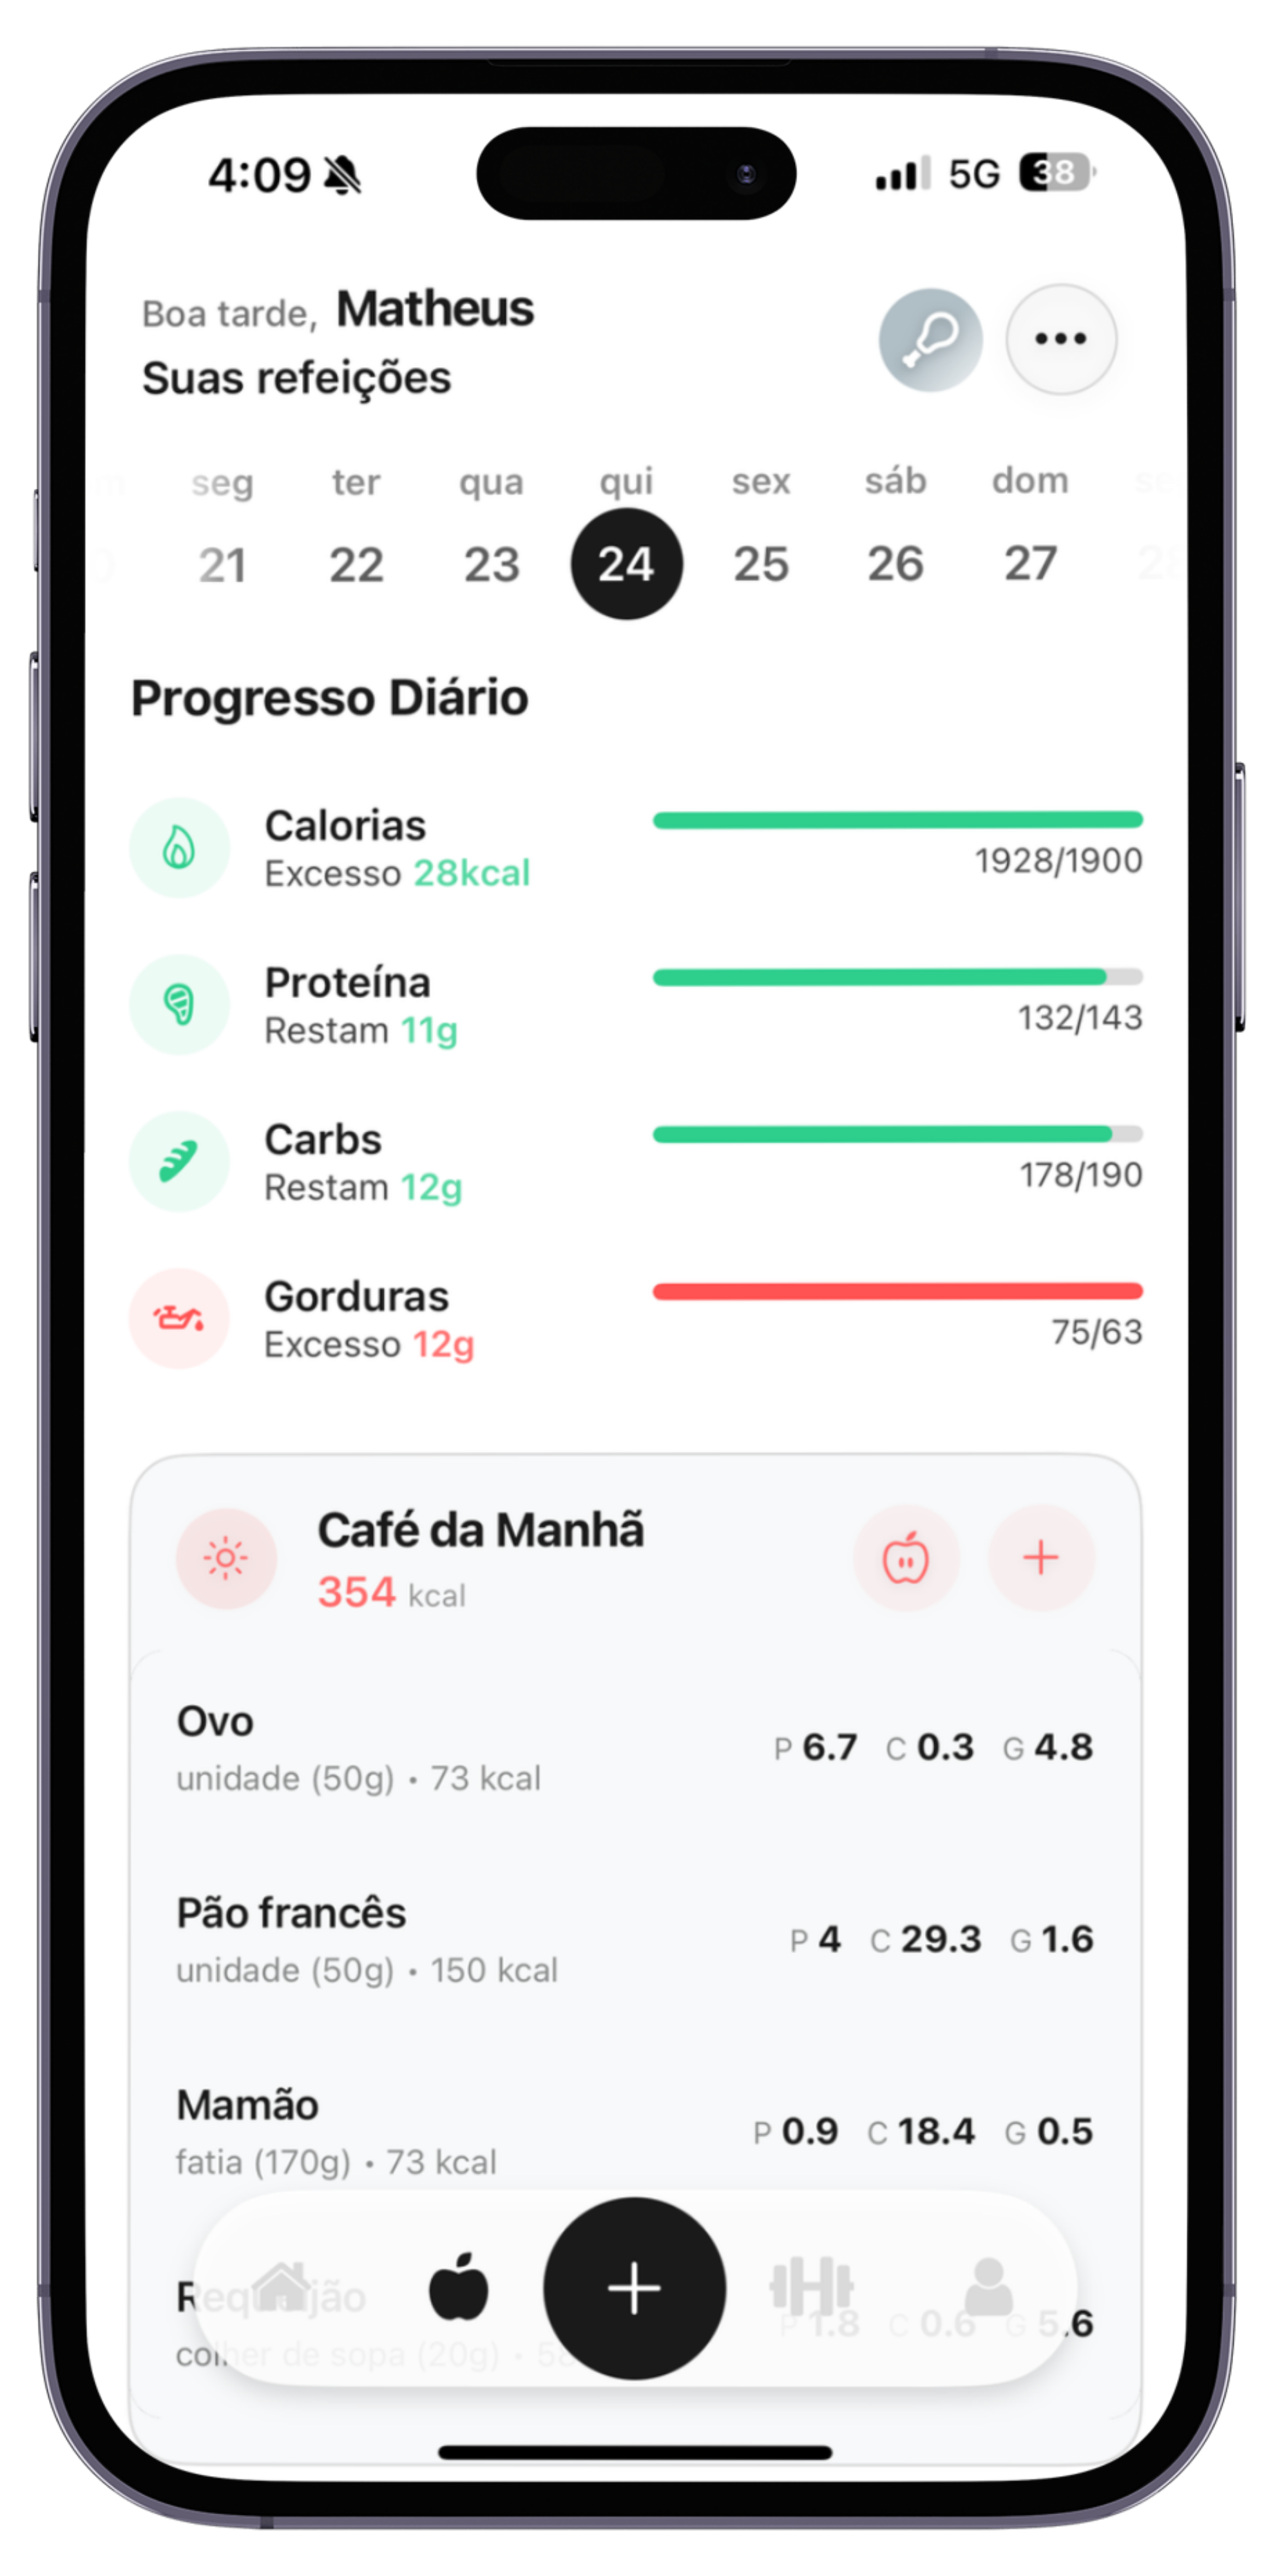 4:09 5G 38
Boa tarde, Matheus
Suas refeições
seg ter qua qui sex sáb dom
21 22 23 24 25 26 27 28
Progresso Diário
Calorias
Excesso 28kcal
1928/1900
Proteína
Restam 11g
132/143
Carbs
Restam 12g
178/190
Gorduras
Excesso 12g
75/63
Café da Manhã
354 kcal
Ovo
P 6.7 C 0.3 G 4.8
unidade (50g) • 73 kcal
Pão francês
P 4 C 29.3 G 1.6
unidade (50g) • 150 kcal
Mamão
P 0.9 C 18.4 G 0.5
fatia (170g) • 73 kcal
Requeijão
P 1.8 C 0.6 G 5.6
colher de sopa (20g) •